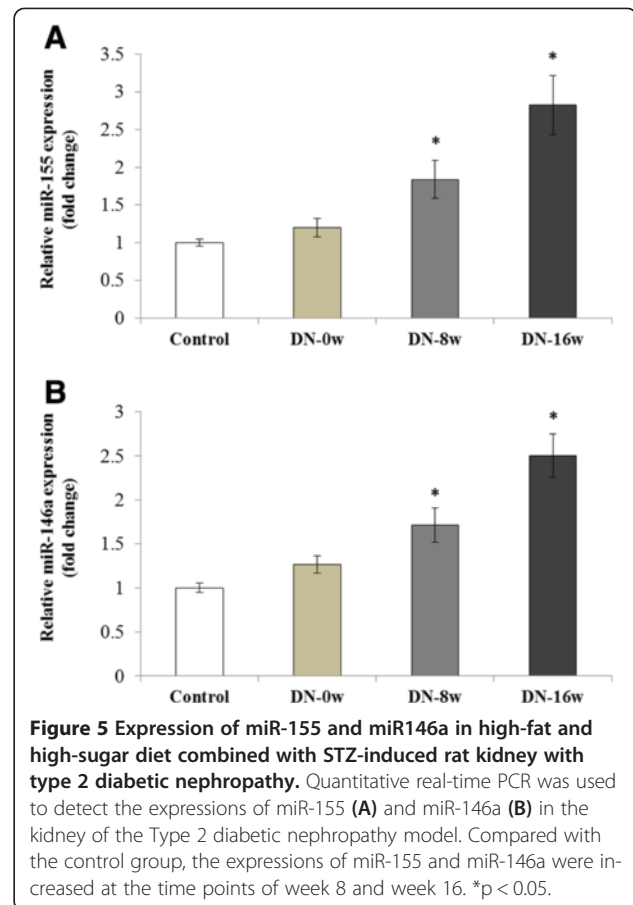 A
Relative miR-155 expression
(fold change)
3.5
3
2.5
2
1.5
1
0.5
0
*
*
Control DN-0w DN-8w DN-16w
B
Relative miR-146a expression
(fold change)
3
2.5
2
1.5
1
0.5
0
*
*
Control DN-0w DN-8w DN-16w
Figure 5 Expression of miR-155 and miR146a in high-fat and
high-sugar diet combined with STZ-induced rat kidney with
type 2 diabetic nephropathy. Quantitative real-time PCR was used
to detect the expressions of miR-155 (A) and miR-146a (B) in the
kidney of the Type 2 diabetic nephropathy model. Compared with
the control group, the expressions of miR-155 and miR-146a were in-
creased at the time points of week 8 and week 16. *p < 0.05.